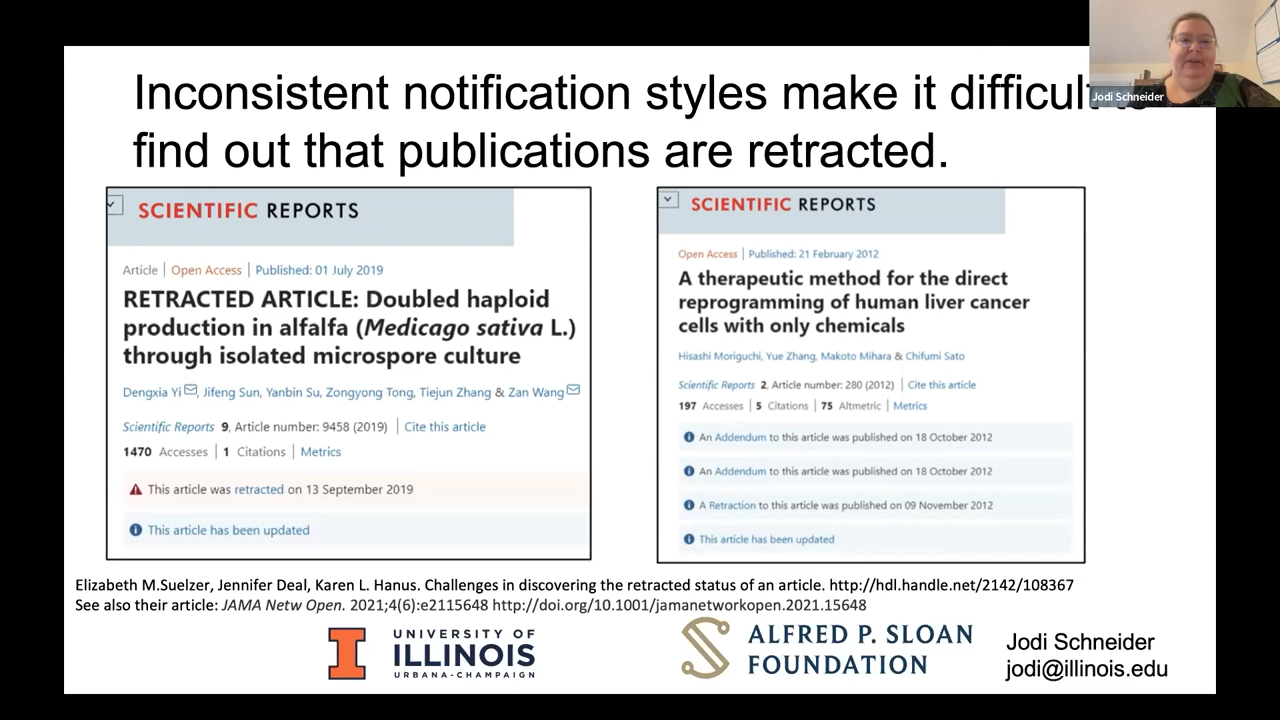 Inconsistent notification styles make it difficult
find out that publications are retracted.
Jodi Schneider
SCIENTIFIC REPORTS
Article | Open Access | Published: 01 July 2019
RETRACTED ARTICLE: Doubled haploid
production in alfalfa (Medicago sativa L.)
through isolated microspore culture
Dengxia Yi, Jifeng Sun, Yanbin Su, Zongyong Tong, Tiejun Zhang & Zan Wang
Scientific Reports 9, Article number: 9458 (2019) | Cite this article
1470 Accesses | 1 Citations | Metrics
This article was retracted on 13 September 2019
This article has been updated
SCIENTIFIC REPORTS
Open Access | Published: 21 February 2012
A therapeutic method for the direct
reprogramming of human liver cancer
cells with only chemicals
Hisashi Moriguchi, Yue Zhang, Makoto Mihara & Chifumi Sato
Scientific Reports 2, Article number: 280 (2012) | Cite this article
197 Accesses | 5 Citations | 75 Altmetric | Metrics
An Addendum to this article was published on 18 October 2012
An Addendum to this article was published on 18 October 2012
A Retraction to this article was published on 09 November 2012
This article has been updated
Elizabeth M.Suelzer, Jennifer Deal, Karen L. Hanus. Challenges in discovering the retracted status of an article. http://hdl.handle.net/2142/108367
See also their article: JAMA Netw Open. 2021;4(6):e2115648 http://doi.org/10.1001/jamanetworkopen.2021.15648
UNIVERSITY OF
ILLINOIS
URBANA-CHAMPAIGN
ALFRED P. SLOAN
FOUNDATION
Jodi Schneider
jodi@illinois.edu